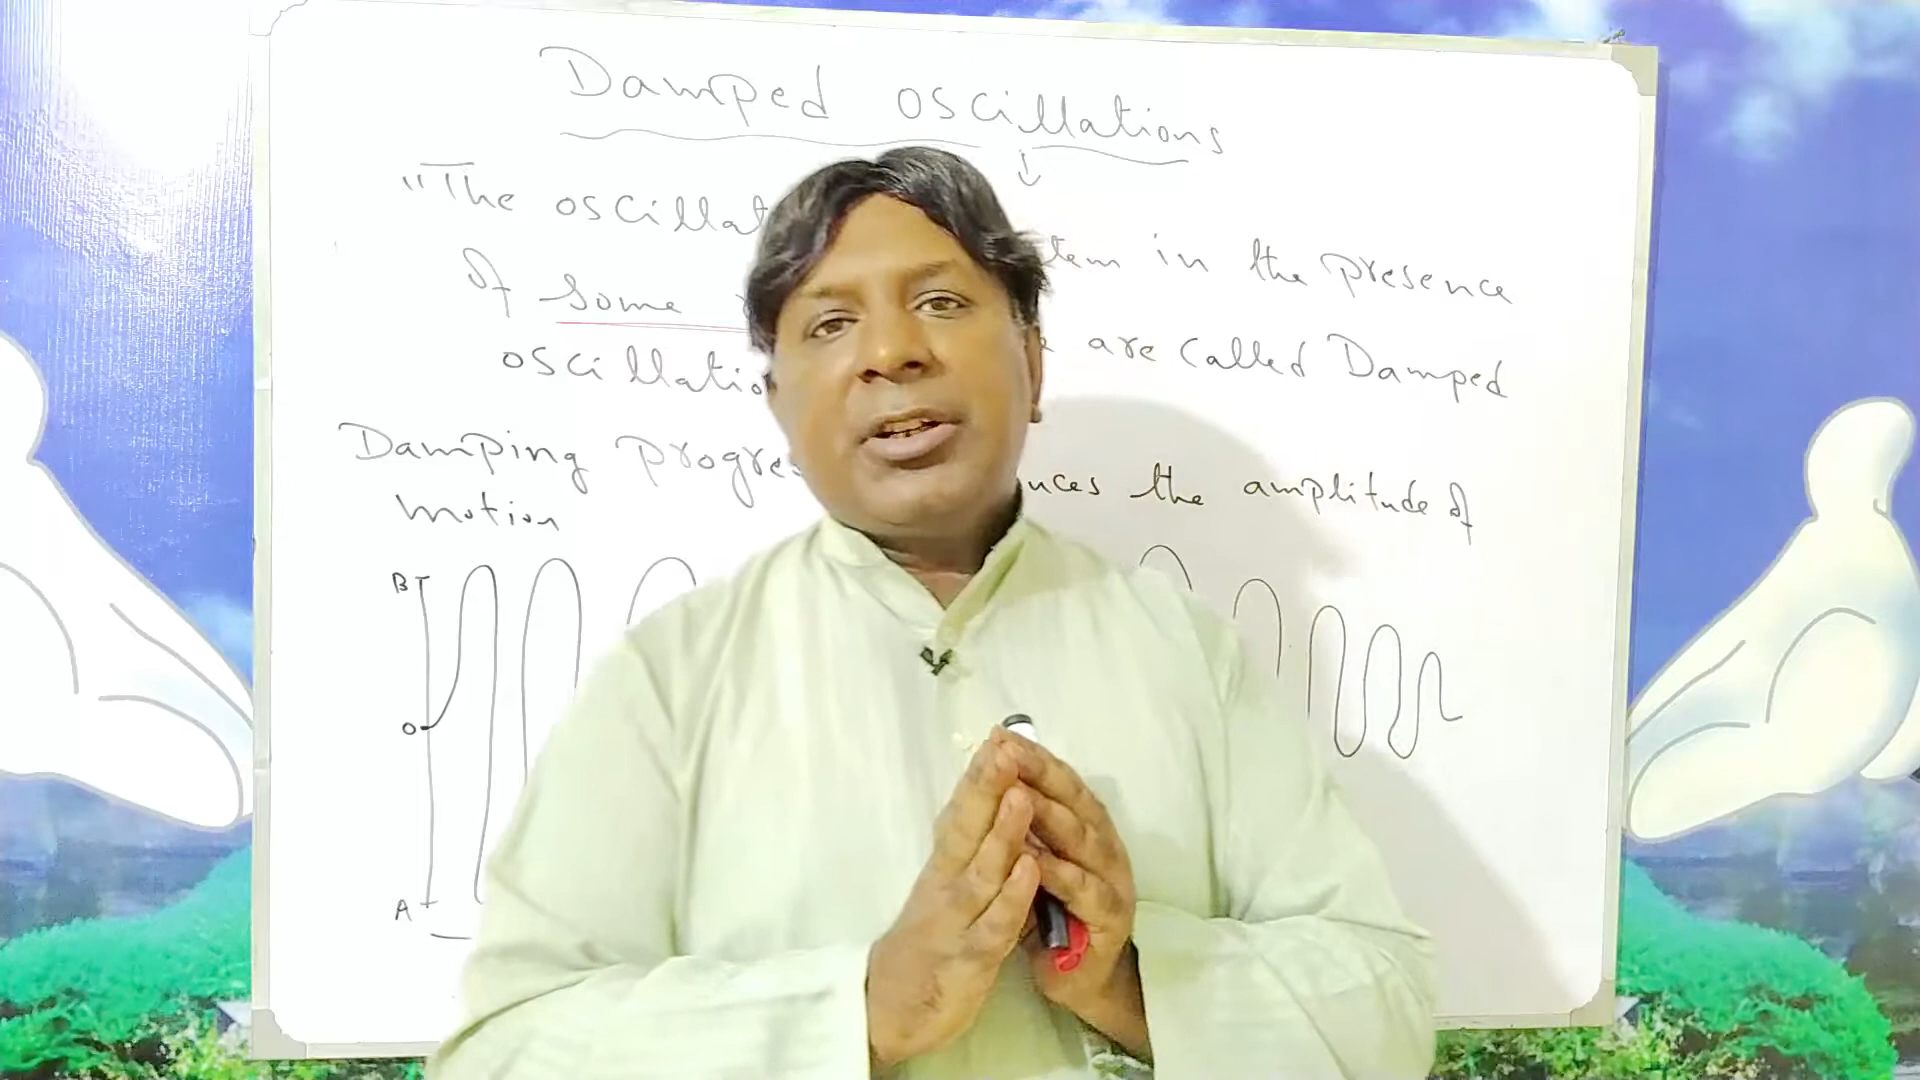 Damped oscillations
"The oscillat tem in the presence
of some
oscillatio are called Damped
Damping progre uces the amplitude of
motion
B
O
A